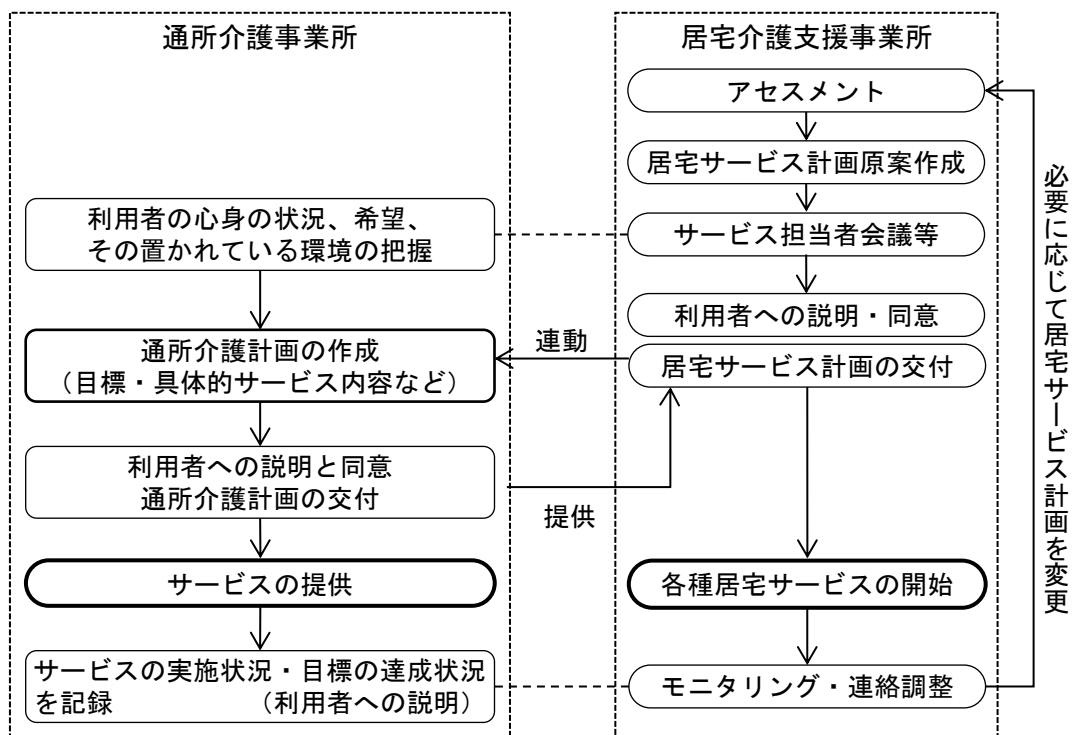 通所介護事業所
利用者の心身の状況、希望、
その置かれている環境の把握
通所介護計画の作成
（目標・具体的サービス内容など）
利用者への説明と同意
通所介護計画の交付
サービスの提供
サービスの実施状況・目標の達成状況
を記録　　　　　（利用者への説明）
連動
提供
居宅介護支援事業所
アセスメント
居宅サービス計画原案作成
サービス担当者会議等
利用者への説明・同意
居宅サービス計画の交付
各種居宅サービスの開始
モニタリング・連絡調整
必要に応じて居宅サービス計画を変更